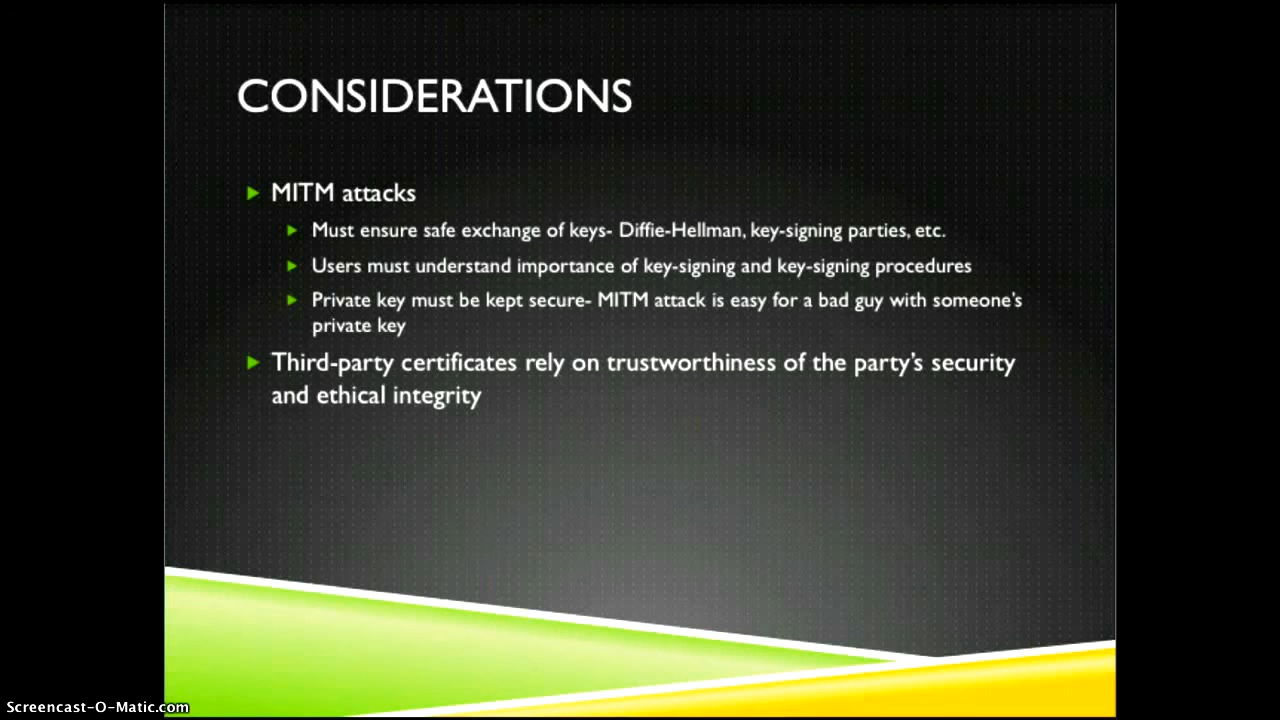 CONSIDERATIONS
MITM attacks
Must ensure safe exchange of keys- Diffie-Hellman, key-signing parties, etc.
Users must understand importance of key-signing and key-signing procedures
Private key must be kept secure- MITM attack is easy for a bad guy with someone's
private key
Third-party certificates rely on trustworthiness of the party's security
and ethical integrity
Screencast-O-Matic.com